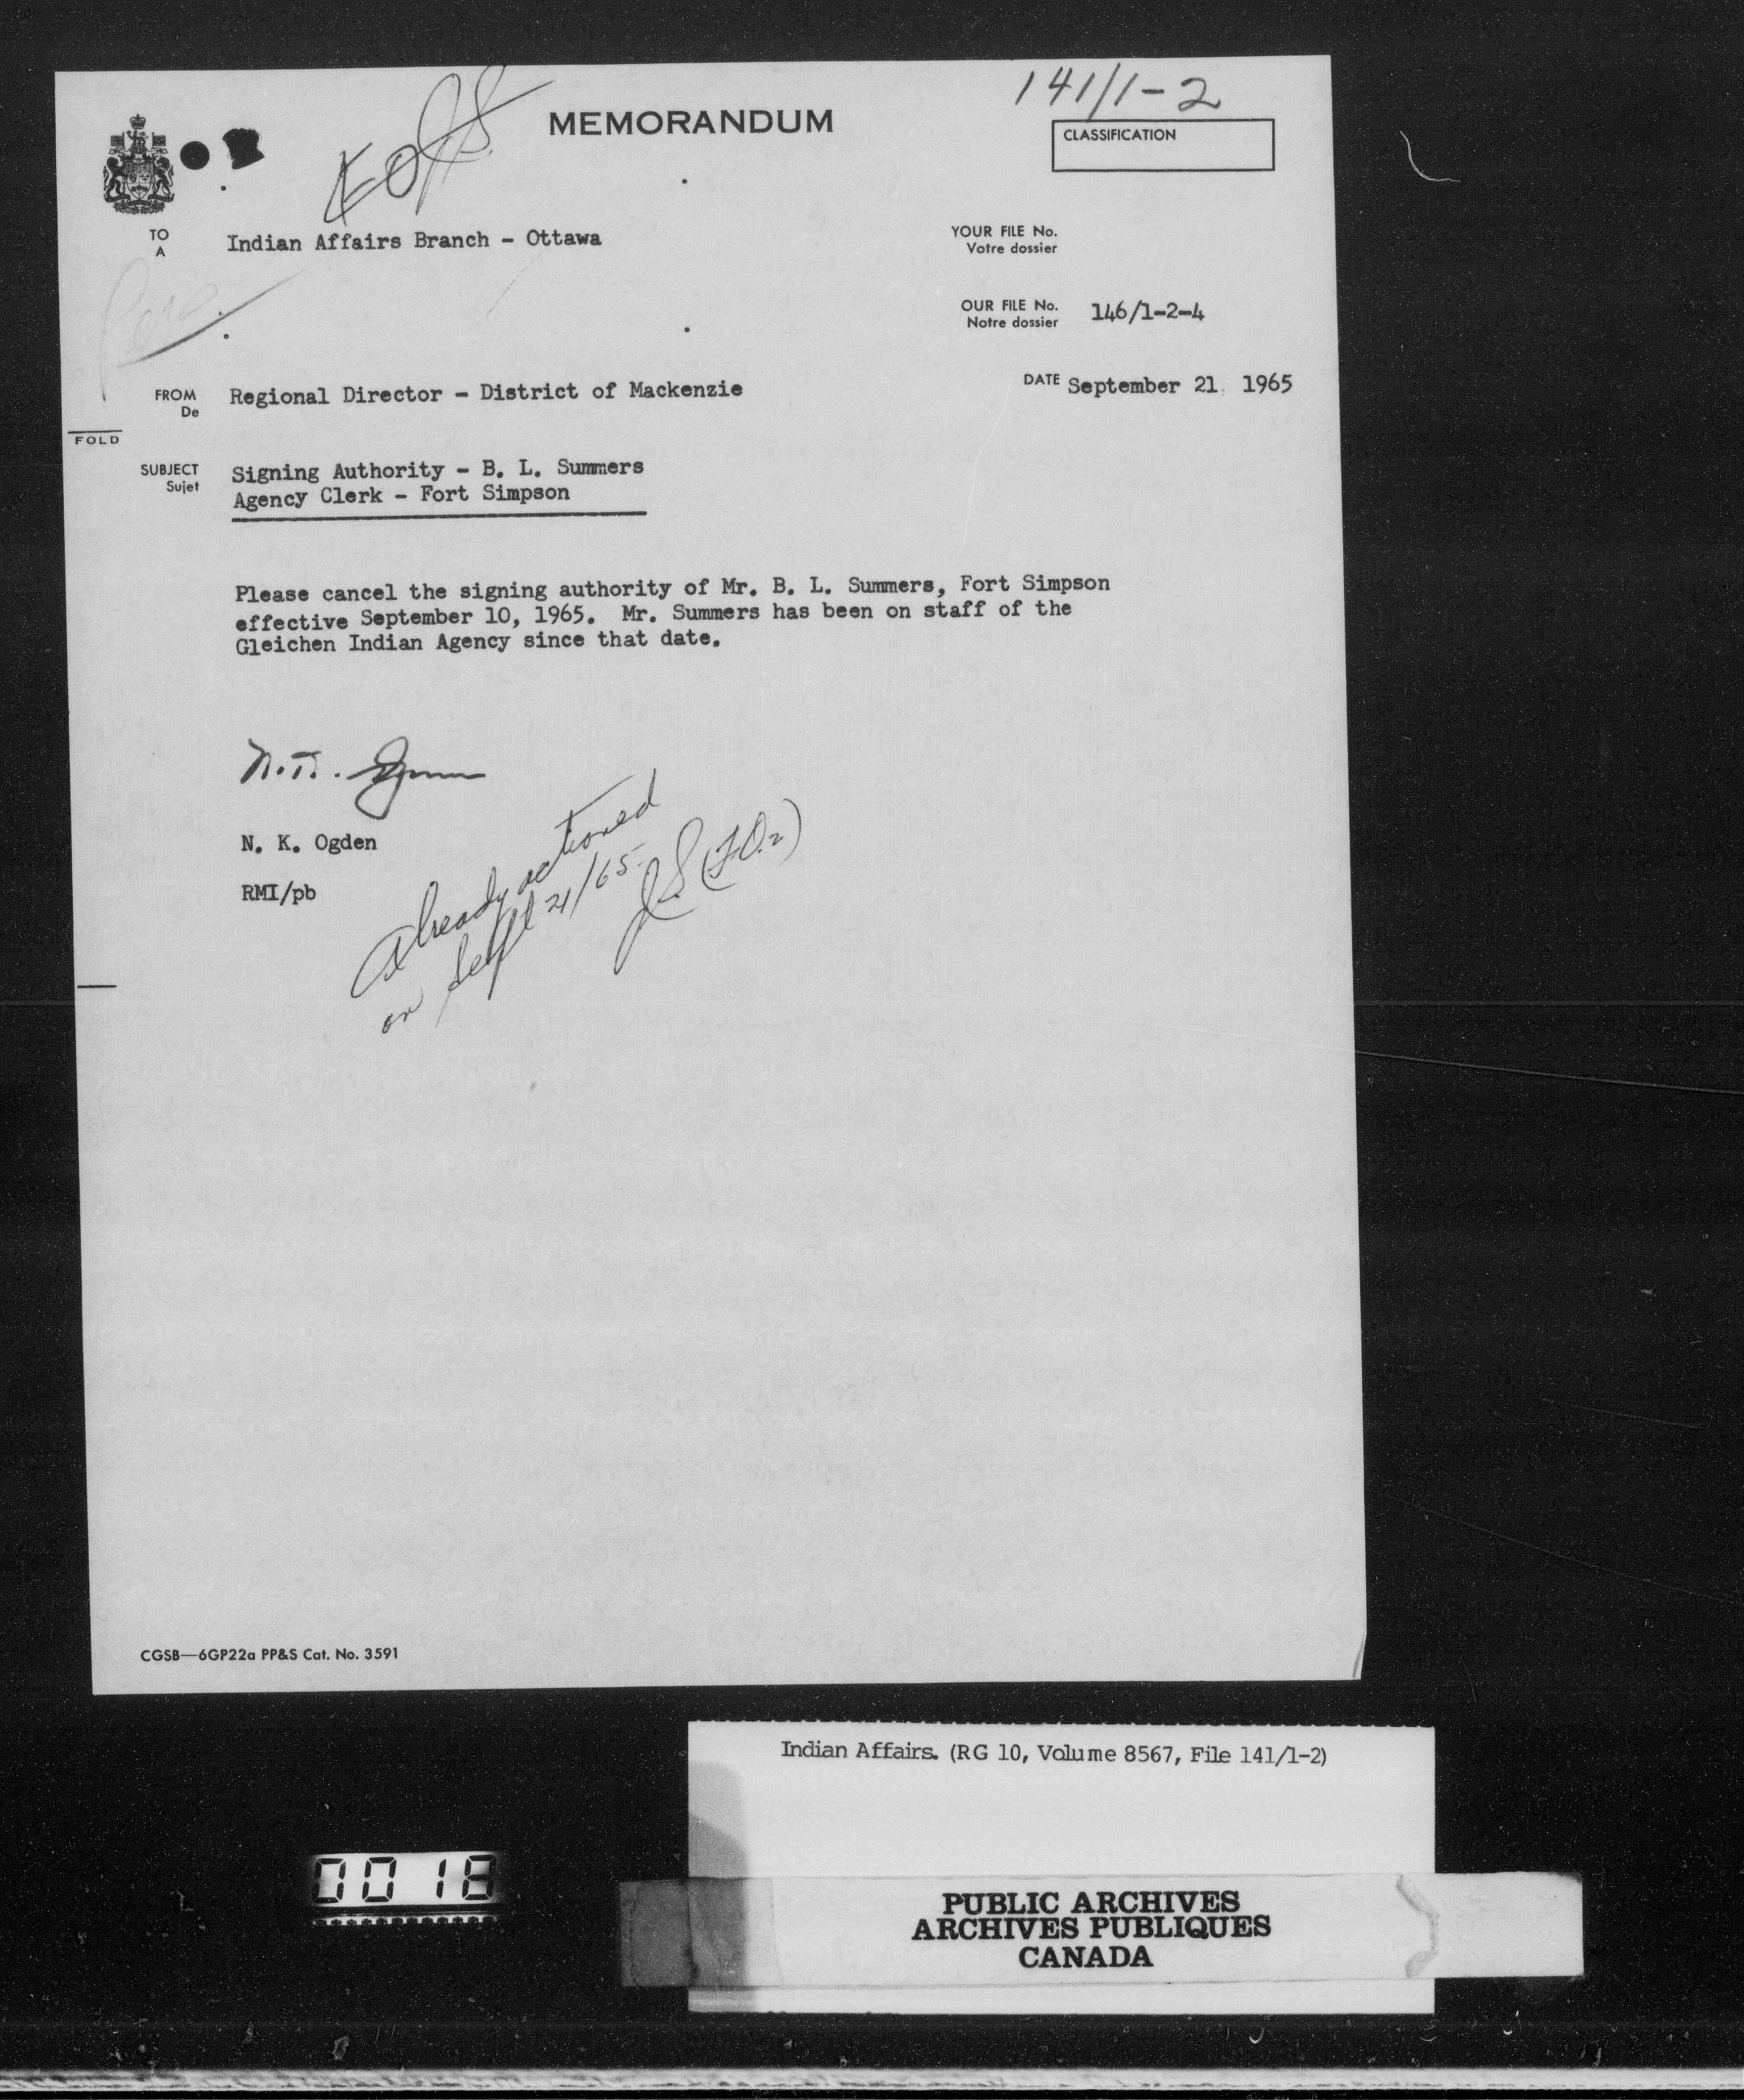 141/1-2
MEMORANDUM
CLASSIFICATION
TO
A
Indian Affairs Branch - Ottawa
YOUR FILE No.
Votre dossier
OUR FILE No.
Notre dossier
146/1-2-4
FROM
De
Regional Director - District of Mackenzie
DATE September 21, 1965
FOLD
SUBJECT
Sujet
Signing Authority - B. L. Summers
Agency Clerk - Fort Simpson
Please cancel the signing authority of Mr. B. L. Summers, Fort Simpson
effective September 10, 1965. Mr. Summers has been on staff of the
Gleichen Indian Agency since that date.
N. K. Ogden
RMI/pb
Already actioned
on Sept 21/65.
CGSB—6GP22a PP&S Cat. No. 3591
Indian Affairs. (RG 10, Volume 8567, File 141/1-2)
0018
PUBLIC ARCHIVES
ARCHIVES PUBLIQUES
CANADA